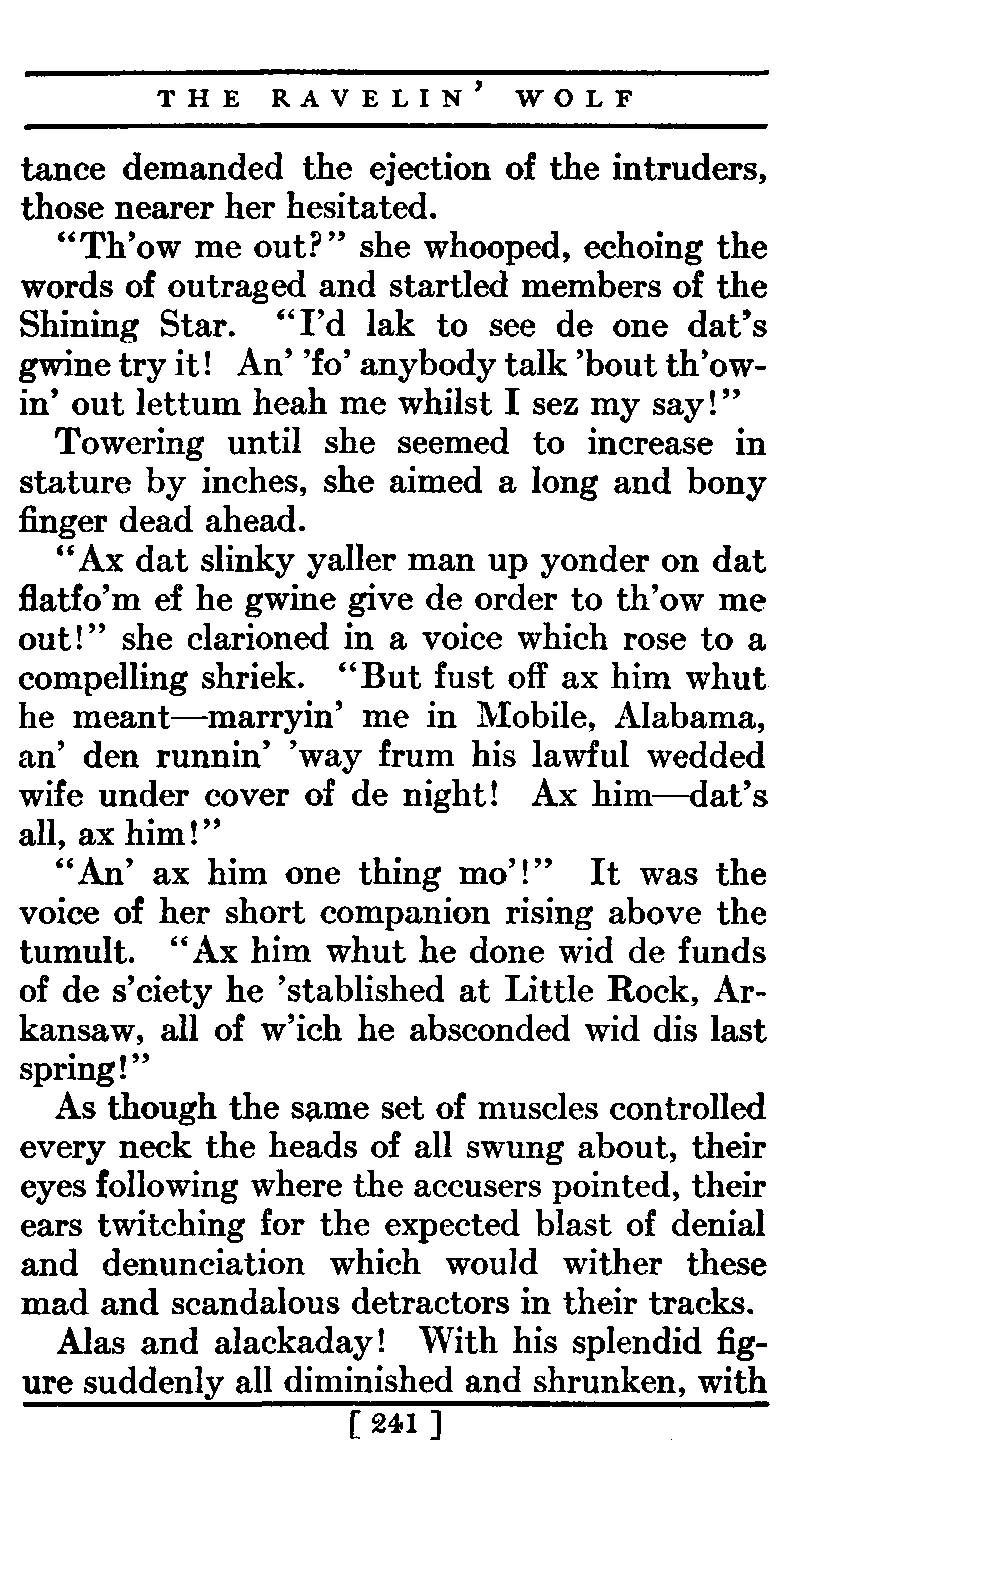 THE RAVELIN' WOLF
tance demanded the ejection of the intruders,
those nearer her hesitated.
“Th’ow me out?” she whooped, echoing the
words of outraged and startled members of the
Shining Star. “I’d lak to see de one dat’s
gwine try it! An’ ’fo’ anybody talk ’bout th’ow-
in’ out lettum heah me whilst I sez my say!”
Towering until she seemed to increase in
stature by inches, she aimed a long and bony
finger dead ahead.
“Ax dat slinky yaller man up yonder on dat
flatfo’m ef he gwine give de order to th’ow me
out!” she clarioned in a voice which rose to a
compelling shriek. “But fust off ax him whut
he meant—marryin’ me in Mobile, Alabama,
an’ den runnin’ ’way frum his lawful wedded
wife under cover of de night! Ax him—dat’s
all, ax him!”
“An’ ax him one thing mo’!” It was the
voice of her short companion rising above the
tumult. “Ax him whut he done wid de funds
of de s’ciety he ’stablished at Little Rock, Ar-
kansaw, all of w’ich he absconded wid dis last
spring!”
As though the same set of muscles controlled
every neck the heads of all swung about, their
eyes following where the accusers pointed, their
ears twitching for the expected blast of denial
and denunciation which would wither these
mad and scandalous detractors in their tracks.
Alas and alackaday! With his splendid fig-
ure suddenly all diminished and shrunken, with
[ 241 ]